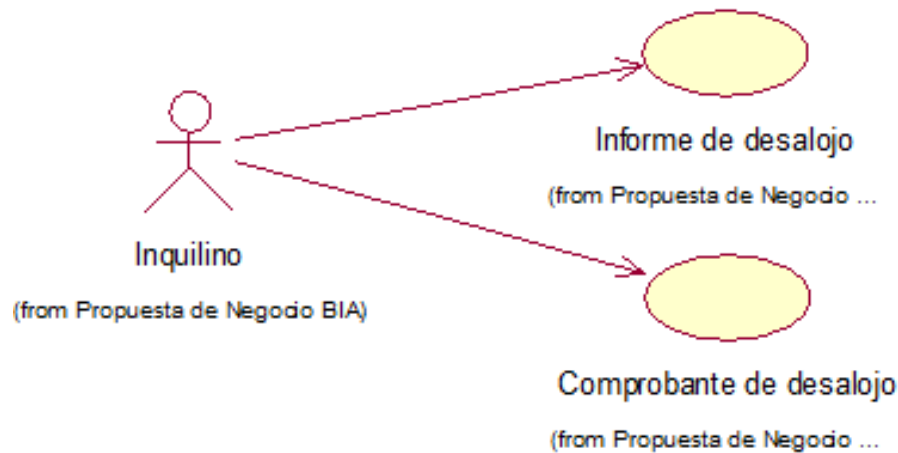 Informe de desalojo
(from Propuesta de Negocio ...
Inquilino
(from Propuesta de Negocio BIA)
Comprobante de desalojo
(from Propuesta de Negocio ...